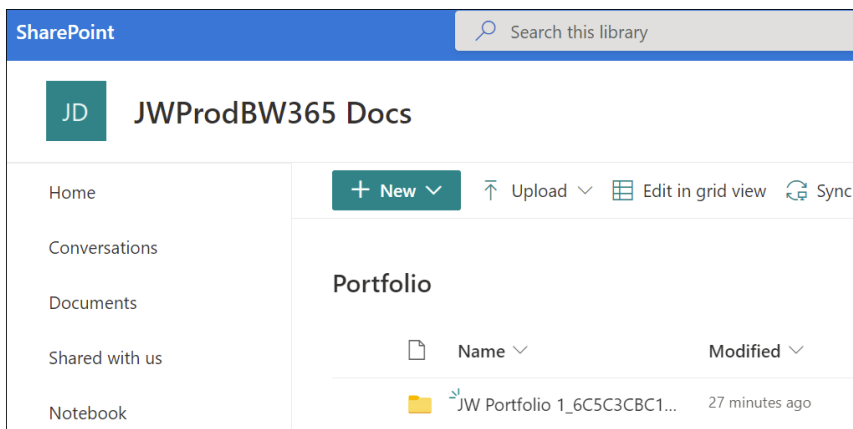 SharePoint
Search this library
JD
JWProdBW365 Docs
Home
Conversations
Documents
Shared with us
Notebook
New
Upload
Edit in grid view
Sync
Portfolio
Name
Modified
JW Portfolio 1_6C5C3CBC1...
27 minutes ago